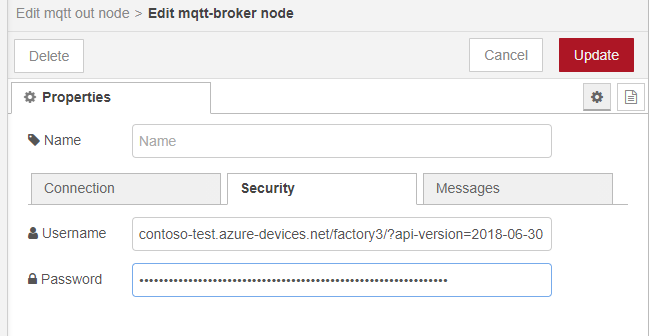 Edit mqtt out node > Edit mqtt-broker node
Delete
Cancel
Update
Properties
Name
Name
Connection
Security
Messages
Username
contoso-test.azure-devices.net/factory3/?api-version=2018-06-30
Password
••••••••••••••••••••••••••••••••••••••••••••••••••••••••••••••